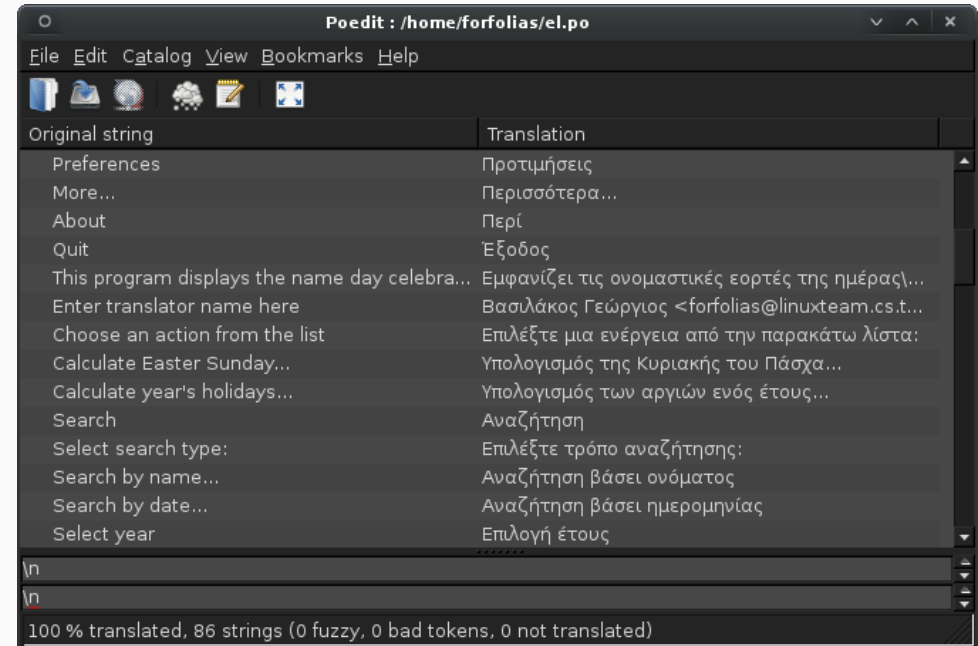 Poedit : /home/forfolias/el.po
File Edit Catalog View Bookmarks Help
Original string Translation
Preferences Προτιμήσεις
More... Περισσότερα...
About Περί
Quit Έξοδος
This program displays the name day celebra... Εμφανίζει τις ονομαστικές εορτές της ημέρας\...
Enter translator name here Βασιλάκος Γεώργιος <forfolias@linuxteam.cs.t...
Choose an action from the list Επιλέξτε μια ενέργεια από την παρακάτω λίστα:
Calculate Easter Sunday... Υπολογισμός της Κυριακής του Πάσχα...
Calculate year's holidays... Υπολογισμός των αργιών ενός έτους...
Search Αναζήτηση
Select search type: Επιλέξτε τρόπο αναζήτησης:
Search by name... Αναζήτηση βάσει ονόματος
Search by date... Αναζήτηση βάσει ημερομηνίας
Select year Επιλογή έτους
\n
\n
100 % translated, 86 strings (0 fuzzy, 0 bad tokens, 0 not translated)